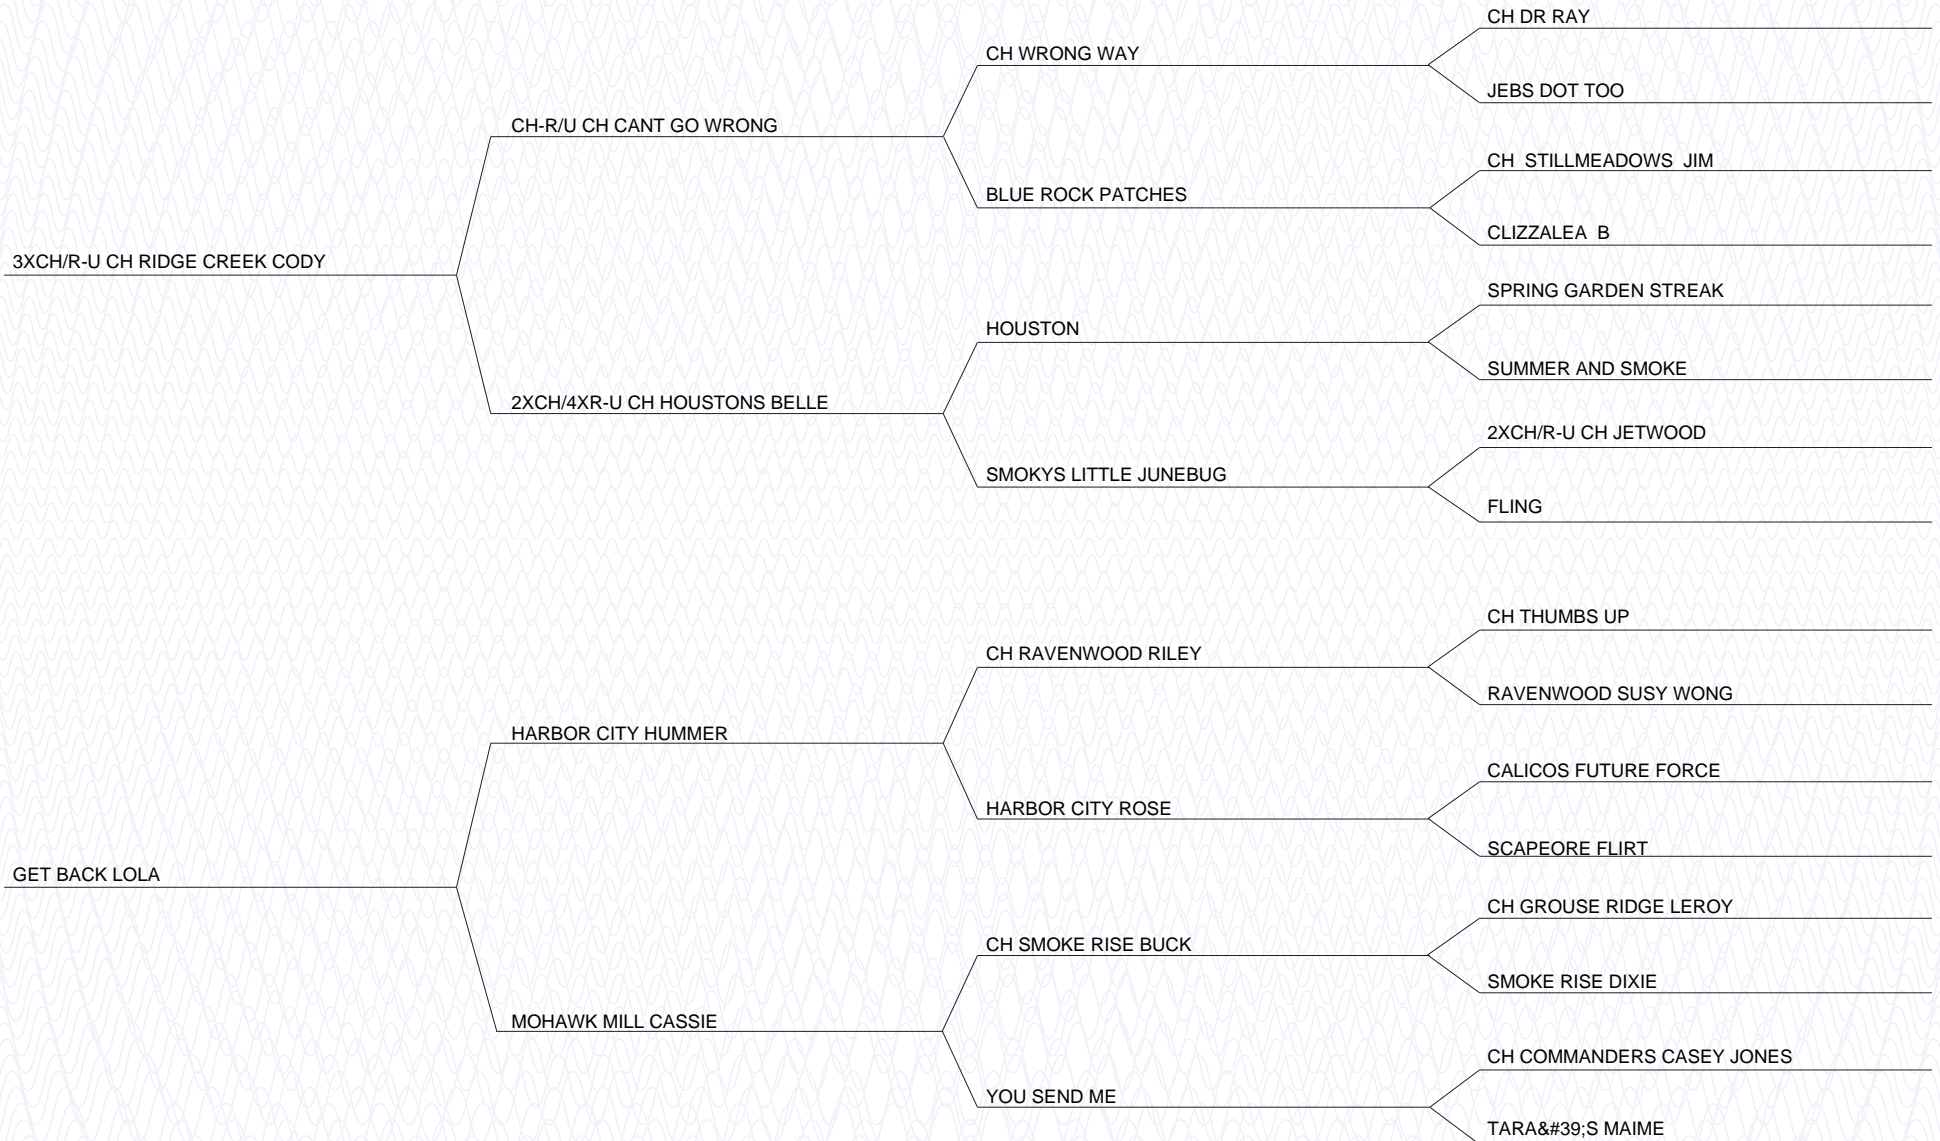 CH DR RAY
CH WRONG WAY
JEBS DOT TOO
CH-R/U CH CANT GO WRONG
CH  STILLMEADOWS  JIM
BLUE ROCK PATCHES
CLIZZALEA  B
3XCH/R-U CH RIDGE CREEK CODY
SPRING GARDEN STREAK
HOUSTON
SUMMER AND SMOKE
2XCH/4XR-U CH HOUSTONS BELLE
2XCH/R-U CH JETWOOD
SMOKYS LITTLE JUNEBUG
FLING
CH THUMBS UP
CH RAVENWOOD RILEY
RAVENWOOD SUSY WONG
HARBOR CITY HUMMER
CALICOS FUTURE FORCE
HARBOR CITY ROSE
SCAPEORE FLIRT
GET BACK LOLA
CH GROUSE RIDGE LEROY
CH SMOKE RISE BUCK
SMOKE RISE DIXIE
MOHAWK MILL CASSIE
CH COMMANDERS CASEY JONES
YOU SEND ME
TARA&#39;S MAIME